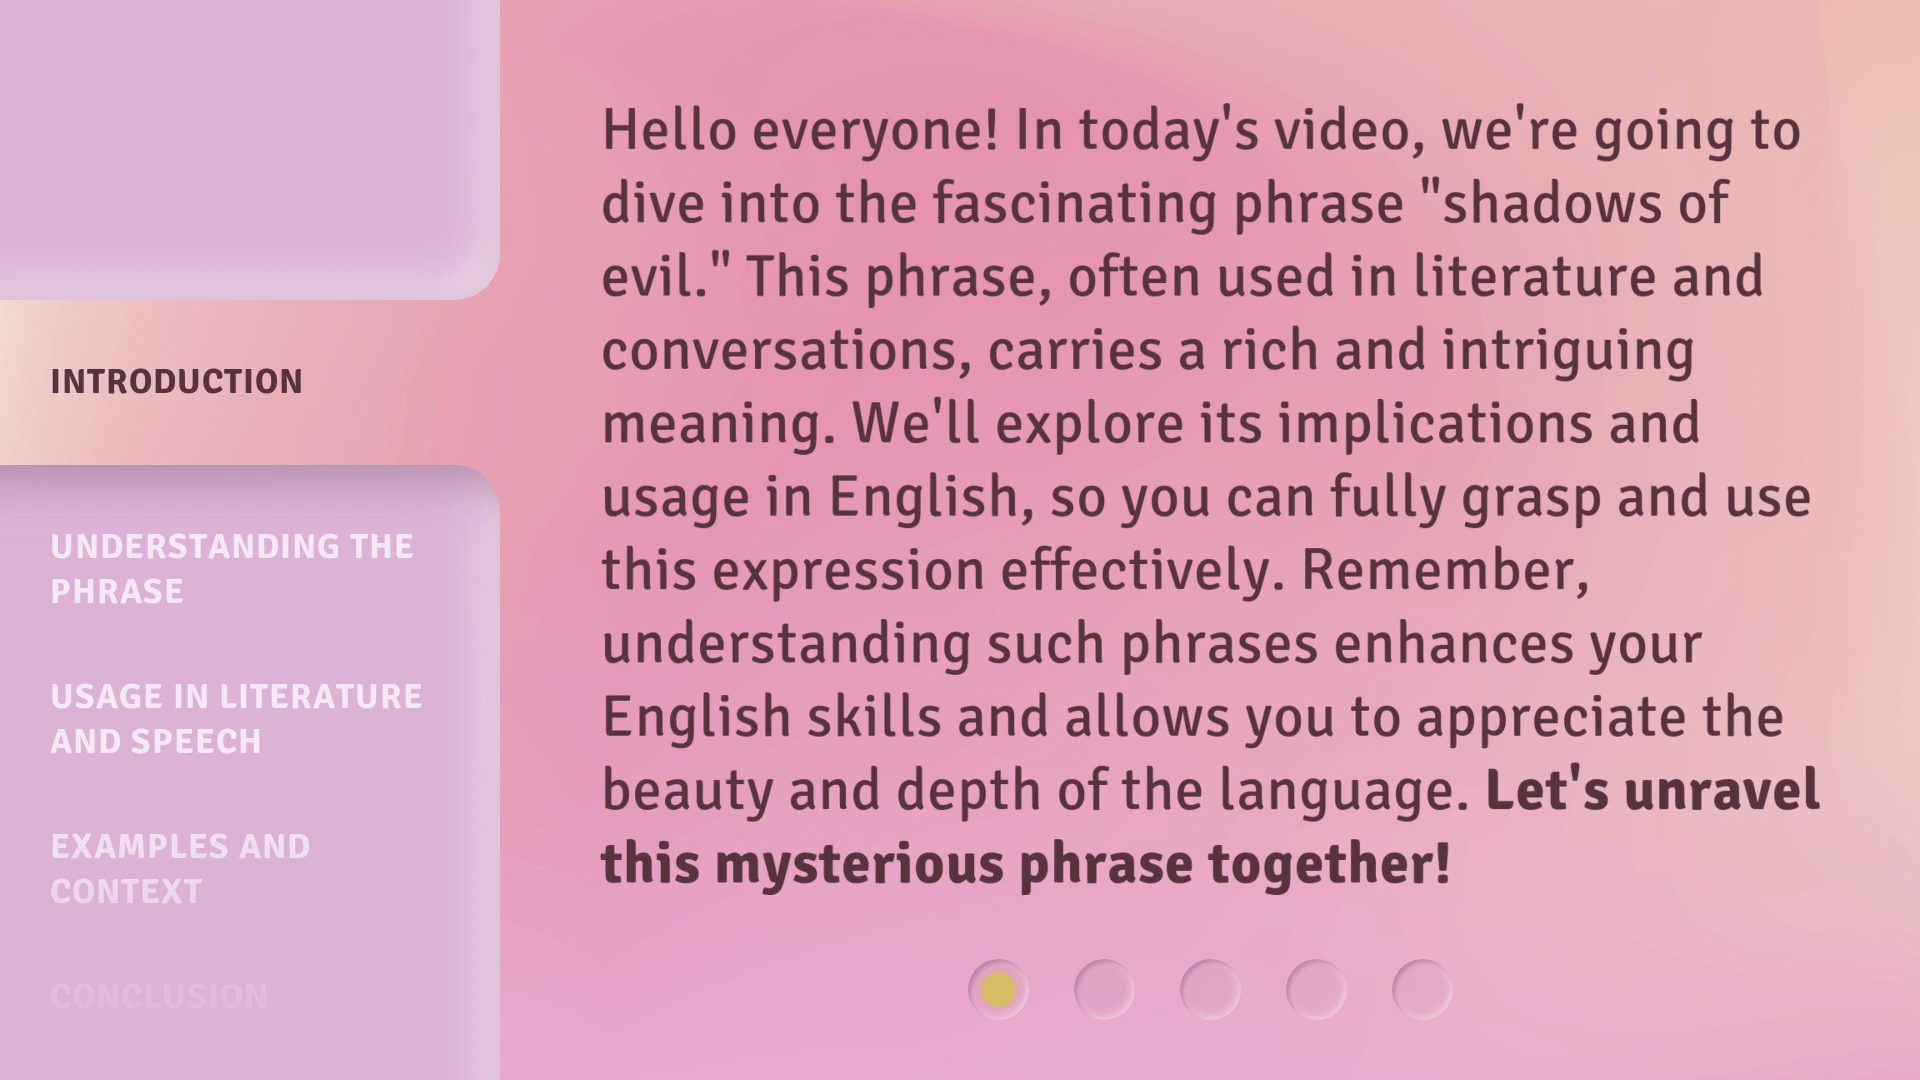 INTRODUCTION
UNDERSTANDING THE
PHRASE
USAGE IN LITERATURE
AND SPEECH
EXAMPLES AND
CONTEXT
CONCLUSION
Hello everyone! In today's video, we're going to
dive into the fascinating phrase "shadows of
evil." This phrase, often used in literature and
conversations, carries a rich and intriguing
meaning. We'll explore its implications and
usage in English, so you can fully grasp and use
this expression effectively. Remember,
understanding such phrases enhances your
English skills and allows you to appreciate the
beauty and depth of the language. Let's unravel
this mysterious phrase together!